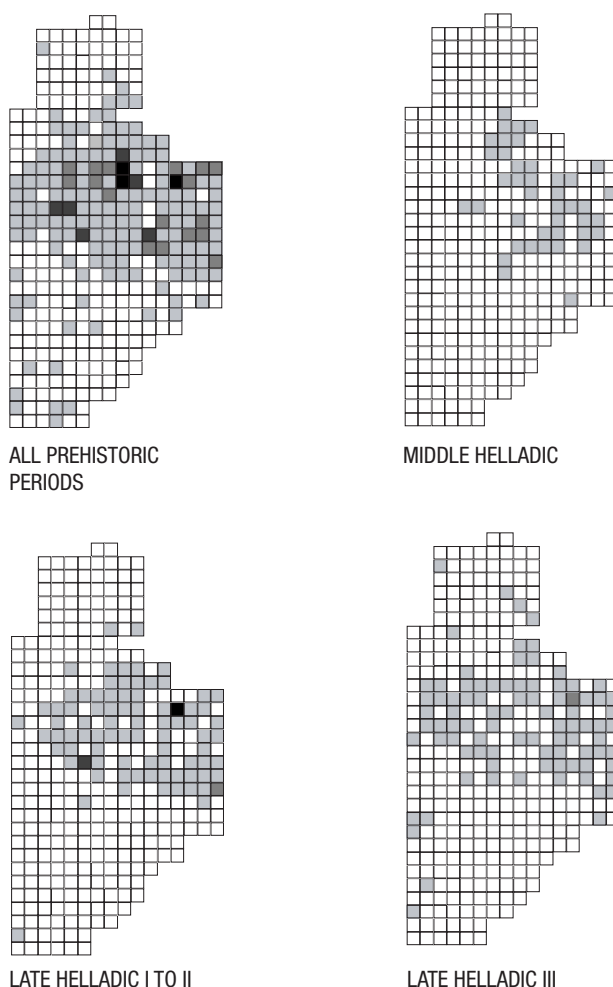 ALL PREHISTORIC
PERIODS
MIDDLE HELLADIC
LATE HELLADIC I TO II
LATE HELLADIC III